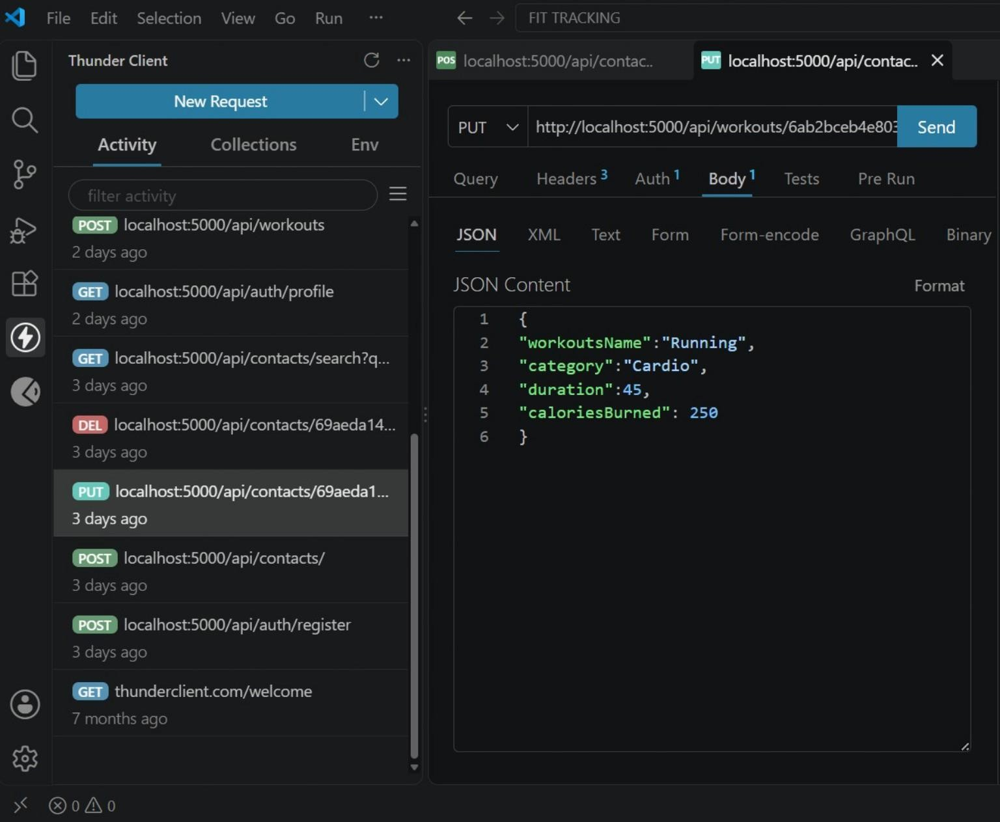 File Edit Selection View Go Run ··· FIT TRACKING
Thunder Client ···
New Request
Activity Collections Env
filter activity
POST localhost:5000/api/workouts
2 days ago
GET localhost:5000/api/auth/profile
2 days ago
GET localhost:5000/api/contacts/search?q...
3 days ago
DEL localhost:5000/api/contacts/69aeda14...
3 days ago
PUT localhost:5000/api/contacts/69aeda1...
3 days ago
POST localhost:5000/api/contacts/
3 days ago
POST localhost:5000/api/auth/register
3 days ago
GET thunderclient.com/welcome
7 months ago
POS localhost:5000/api/contac..
PUT localhost:5000/api/contac..
PUT http://localhost:5000/api/workouts/6ab2bceb4e803 Send
Query Headers 3 Auth 1 Body 1 Tests Pre Run
JSON XML Text Form Form-encode GraphQL Binary
JSON Content Format
1 {
2 "workoutsName":"Running",
3 "category":"Cardio",
4 "duration":45,
5 "caloriesBurned": 250
6 }
0 0